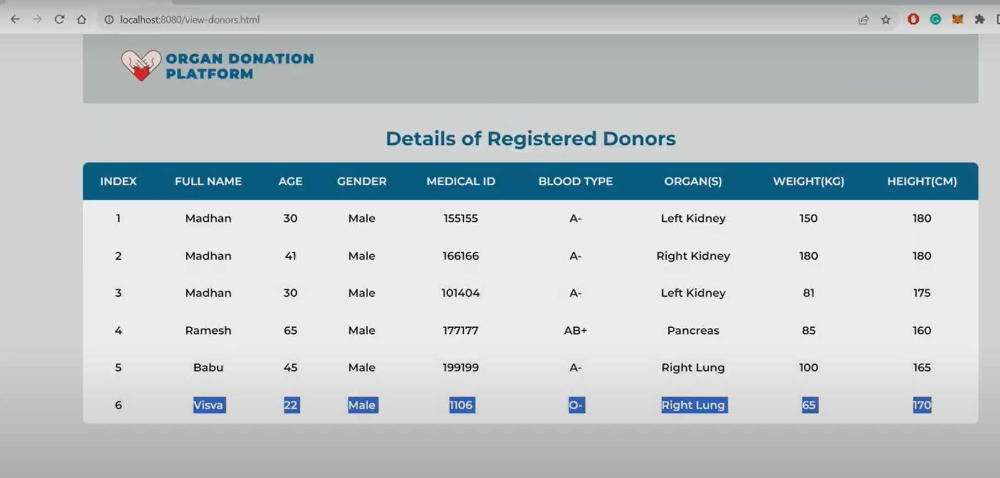 localhost:8080/view-donors.html
ORGAN DONATION
PLATFORM
Details of Registered Donors
INDEX FULL NAME AGE GENDER MEDICAL ID BLOOD TYPE ORGAN(S) WEIGHT(KG) HEIGHT(CM)
1 Madhan 30 Male 155155 A- Left Kidney 150 180
2 Madhan 41 Male 166166 A- Right Kidney 180 180
3 Madhan 30 Male 101404 A- Left Kidney 81 175
4 Ramesh 65 Male 177177 AB+ Pancreas 85 160
5 Babu 45 Male 199199 A- Right Lung 100 165
6 Visva 22 Male 1106 O- Right Lung 65 170